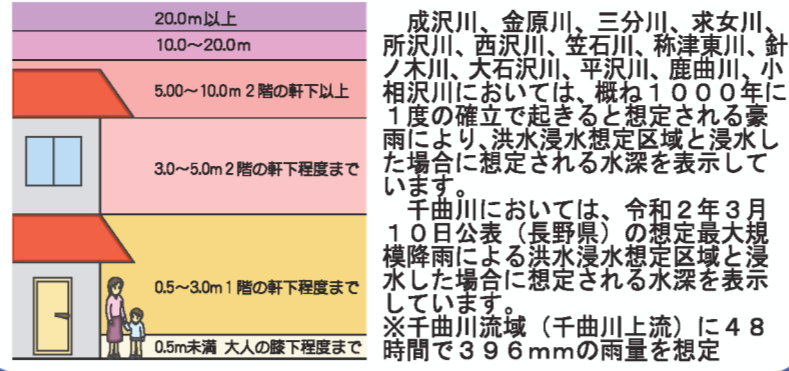 20.0m以上
10.0〜20.0m
5.00〜10.0m 2階の軒下以上
3.0〜5.0m 2階の軒下程度まで
0.5〜3.0m 1階の軒下程度まで
0.5m未満 大人の膝下程度まで
成沢川、金原川、三分川、求女川、
所沢川、西沢川、笠石川、称津東川、針
ノ木川、大石沢川、平沢川、鹿曲川、小
相沢川においては、概ね１０００年に
１度の確立で起きると想定される豪
雨により、洪水浸水想定区域と浸水し
た場合に想定される水深を表示して
います。
千曲川においては、令和２年３月
１０日公表（長野県）の想定最大規
模降雨による洪水浸水想定区域と浸
水した場合に想定される水深を表示
しています。
※千曲川流域（千曲川上流）に４８
時間で３９６ｍｍの雨量を想定